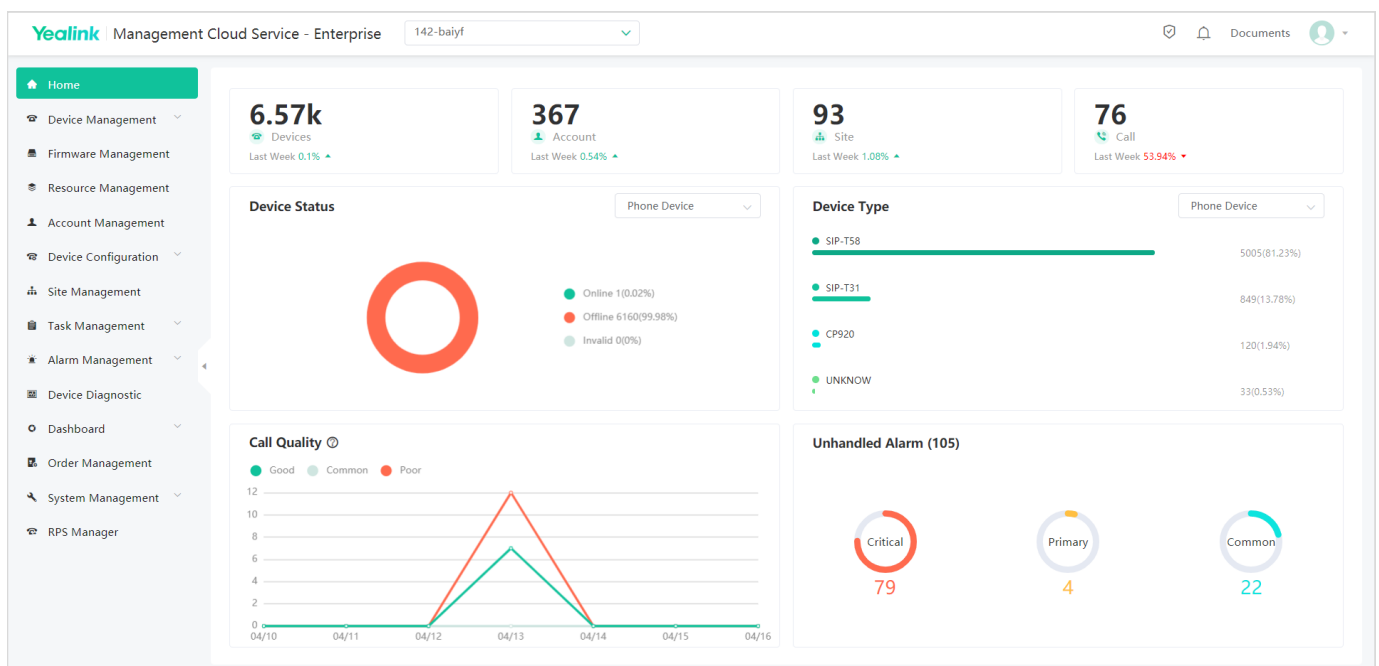 Yealink Management Cloud Service - Enterprise 142-baiyf Documents
Home
Device Management
Firmware Management
Resource Management
Account Management
Device Configuration
Site Management
Task Management
Alarm Management
Device Diagnostic
Dashboard
Order Management
System Management
RPS Manager
6.57k
Devices
Last Week 0.1%
367
Account
Last Week 0.54%
93
Site
Last Week 1.08%
76
Call
Last Week 53.94%
Device Status Phone Device
Online 1(0.02%)
Offline 6160(99.98%)
Invalid 0(0%)
Device Type Phone Device
SIP-T58
5005(81.23%)
SIP-T31
849(13.78%)
CP920
120(1.94%)
UNKNOW
33(0.53%)
Call Quality
Good Common Poor
12
10
8
6
4
2
0
04/10 04/11 04/12 04/13 04/14 04/15 04/16
Unhandled Alarm (105)
Critical
79
Primary
4
Common
22